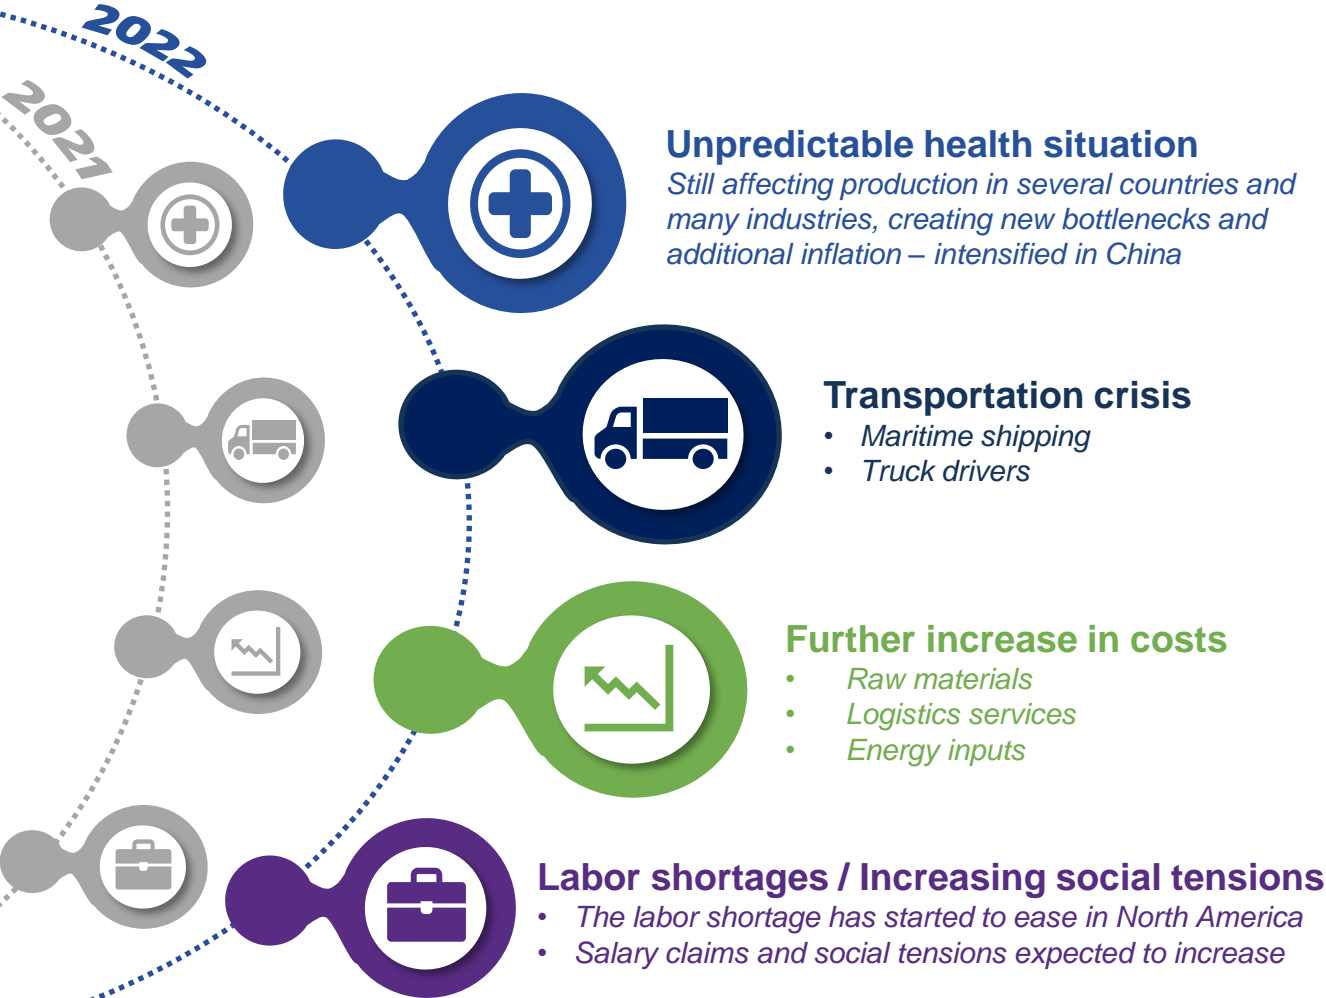 2022
2021
Unpredictable health situation
Still affecting production in several countries and
many industries, creating new bottlenecks and
additional inflation – intensified in China
Transportation crisis
• Maritime shipping
• Truck drivers
Further increase in costs
• Raw materials
• Logistics services
• Energy inputs
Labor shortages / Increasing social tensions
• The labor shortage has started to ease in North America
• Salary claims and social tensions expected to increase